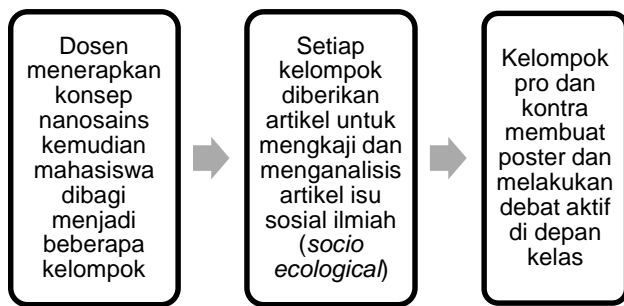 Dosen
menerapkan
konsep
nanosains
kemudian
mahasiswa
dibagi
menjadi
beberapa
kelompok
Setiap
kelompok
diberikan
artikel untuk
mengkaji dan
menganalisis
artikel isu
sosial ilmiah
(socio
ecological)
Kelompok
pro dan
kontra
membuat
poster dan
melakukan
debat aktif
di depan
kelas